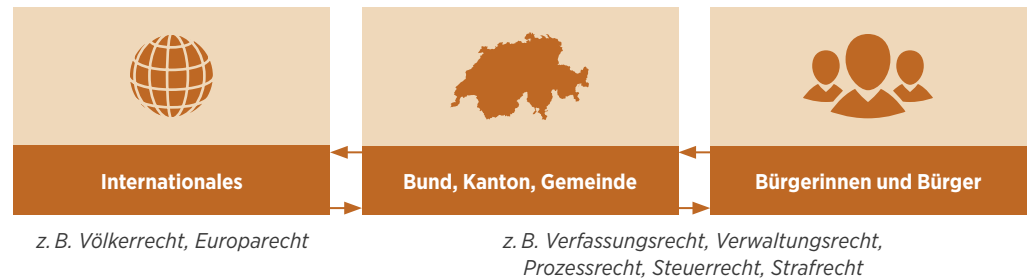 Internationales
Bund, Kanton, Gemeinde
Bürgerinnen und Bürger
z. B. Völkerrecht, Europarecht
z. B. Verfassungsrecht, Verwaltungsrecht,
Prozessrecht, Steuerrecht, Strafrecht